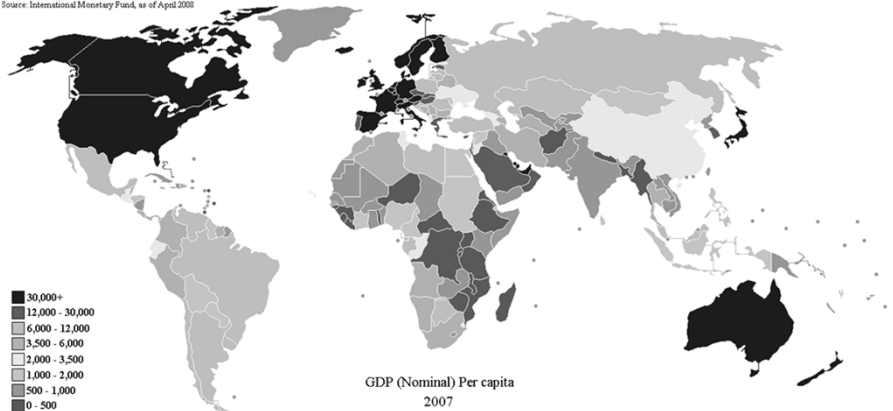 Source: International Monetary Fund, as of April 2008
30,000+
12,000 - 30,000
6,000 - 12,000
3,500 - 6,000
2,000 - 3,500
1,000 - 2,000
500 - 1,000
0 - 500
GDP (Nominal) Per capita
2007